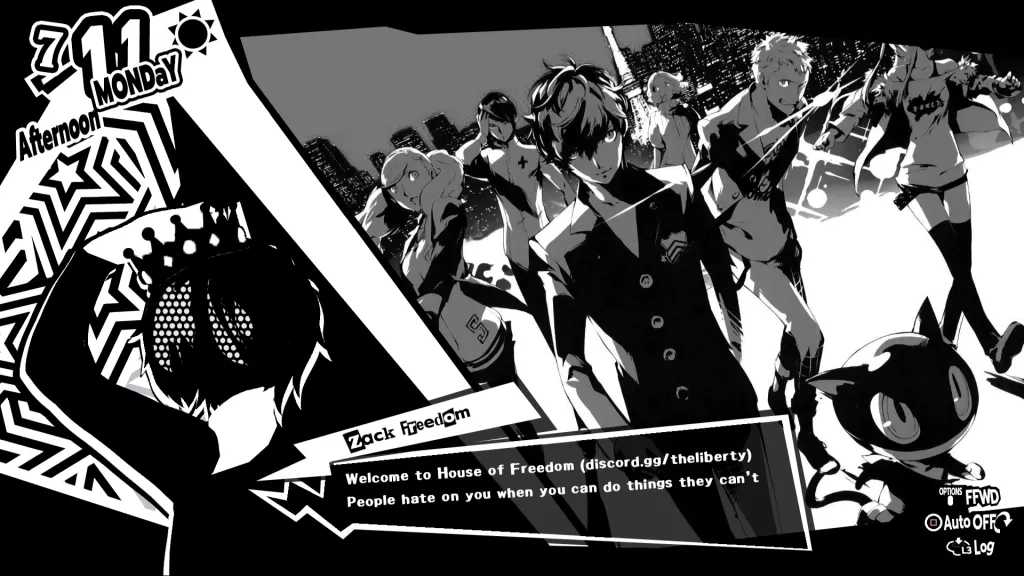 7 11
MONDaY
Afternoon
Zack Freedom
Welcome to House of Freedom (discord.gg/theliberty)
People hate on you when you can do things they can't
OPTIONS FFWD
Auto OFF
L3 Log
S